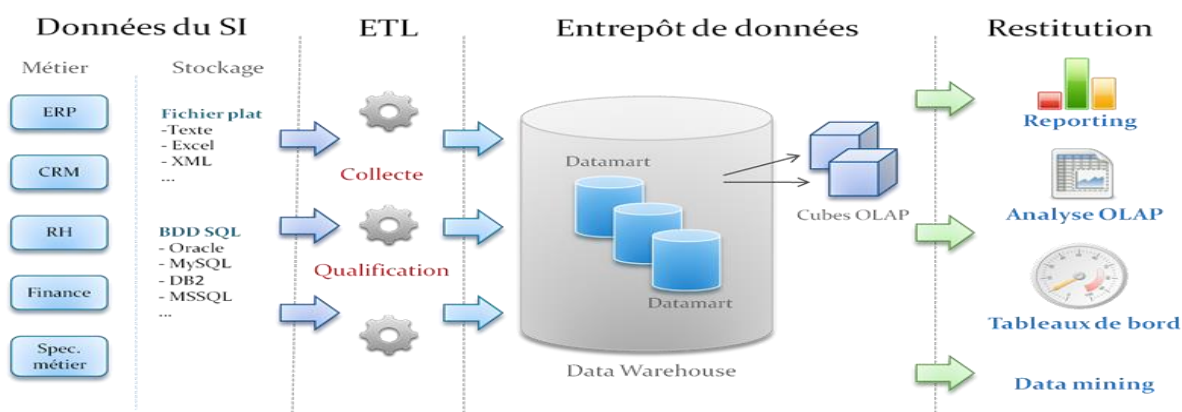 Données du SI
ETL
Entrepôt de données
Restitution
Métier
Stockage
ERP
CRM
RH
Finance
Spec.
métier
Fichier plat
-Texte
- Excel
- XML
...
BDD SQL
- Oracle
- MySQL
- DB2
- MSSQL
...
Collecte
Qualification
Datamart
Datamart
Data Warehouse
Cubes OLAP
Reporting
Analyse OLAP
Tableaux de bord
Data mining